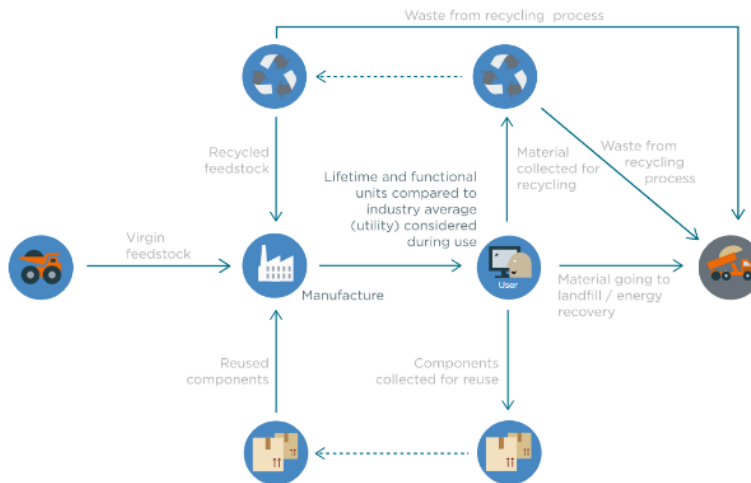 Waste from recycling process
Recycled
feedstock
Material
collected for
recycling
Waste from
recycling
process
Lifetime and functional
units compared to
industry average
(utility) considered
during use
Virgin
feedstock
Manufacture
User
Material going to
landfill / energy
recovery
Reused
components
Components
collected for reuse